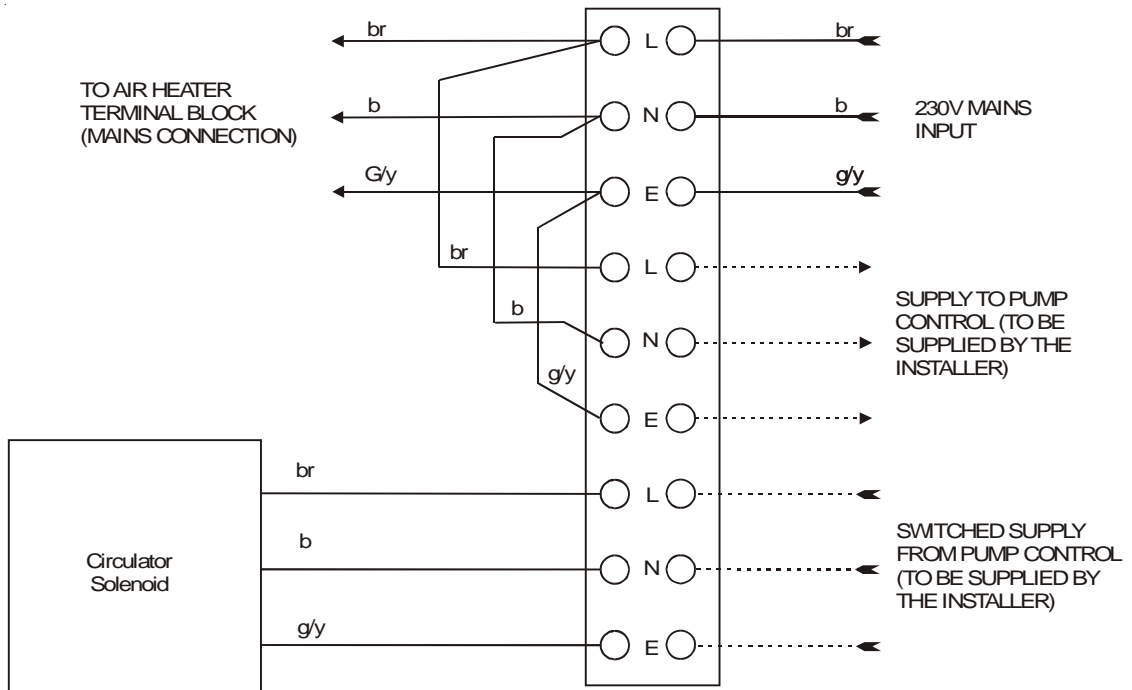 br
L
br
TO AIR HEATER
TERMINAL BLOCK
(MAINS CONNECTION)
b
N
b
230V MAINS
INPUT
G/y
E
g/y
br
L
b
N
SUPPLY TO PUMP
CONTROL (TO BE
SUPPLIED BY THE
INSTALLER)
g/y
E
br
L
b
N
Circulator
Solenoid
SWITCHED SUPPLY
FROM PUMP CONTROL
(TO BE SUPPLIED BY
THE INSTALLER)
g/y
E